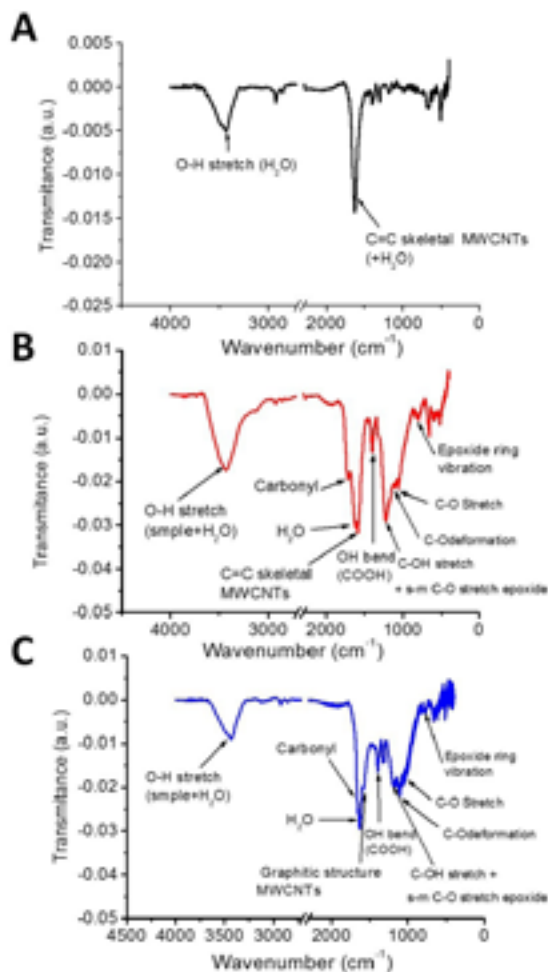 A
0.005
0.000
-0.005
-0.010
-0.015
-0.020
-0.025
Transmitance (a.u.)
O-H stretch (H₂O)
C=C skeletal MWCNTs
(+H₂O)
4000 3000 2000 1000 0
Wavenumber (cm⁻¹)
B
0.01
0.00
-0.01
-0.02
-0.03
-0.04
-0.05
Transmitance (a.u.)
O-H stretch
(smple+H₂O)
Carbonyl
H₂O
C=C skeletal
MWCNTs
OH bend
(COOH)
Epoxide ring
vibration
C-O Stretch
C-Odeformation
C-OH stretch
+ s-m C-O stretch epoxide
4000 3000 2000 1000 0
Wavenumber (cm⁻¹)
C
0.01
0.00
-0.01
-0.02
-0.03
-0.04
-0.05
Transmitance (a.u.)
O-H stretch
(smple+H₂O)
Carbonyl
H₂O
Graphitic structure
MWCNTs
OH bend
(COOH)
Epoxide ring
vibration
C-O Stretch
C-Odeformation
C-OH stretch +
s-m C-O stretch epoxide
4500 4000 3500 3000 2000 1000 0
Wavenumber (cm⁻¹)